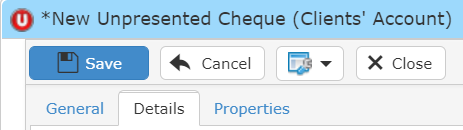 U *New Unpresented Cheque (Clients' Account)
Save Cancel Close
General Details Properties